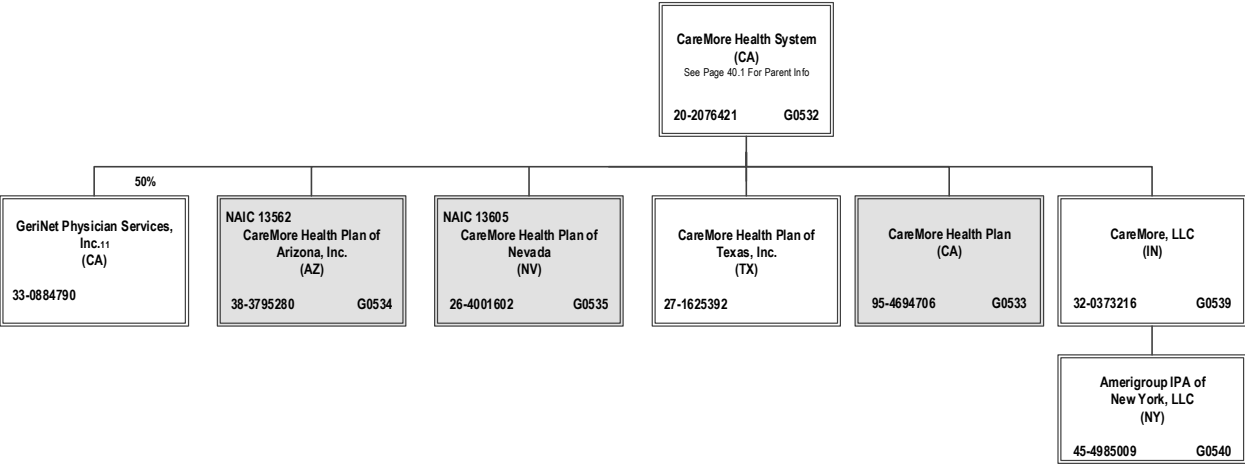 CareMore Health System
(CA)
See Page 40.1 For Parent Info
20-2076421 G0532
50%
GeriNet Physician Services,
Inc.11
(CA)
33-0884790
NAIC 13562
CareMore Health Plan of
Arizona, Inc.
(AZ)
38-3795280 G0534
NAIC 13605
CareMore Health Plan of
Nevada
(NV)
26-4001602 G0535
CareMore Health Plan of
Texas, Inc.
(TX)
27-1625392
CareMore Health Plan
(CA)
95-4694706 G0533
CareMore, LLC
(IN)
32-0373216 G0539
Amerigroup IPA of
New York, LLC
(NY)
45-4985009 G0540